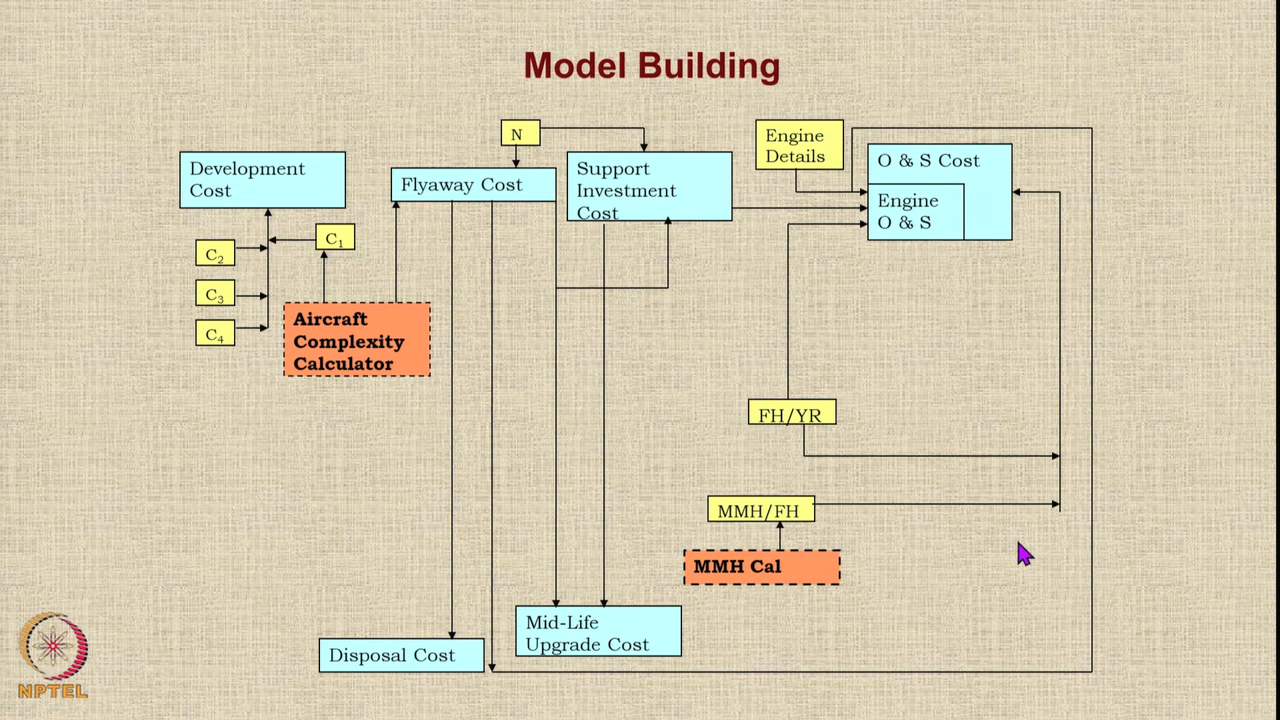 Model Building
N
Engine
Details
Development
Cost
Flyaway Cost
Support
Investment
Cost
O & S Cost
Engine
O & S
C1
C2
C3
C4
Aircraft
Complexity
Calculator
FH/YR
MMH/FH
MMH Cal
Mid-Life
Upgrade Cost
Disposal Cost
NPTEL